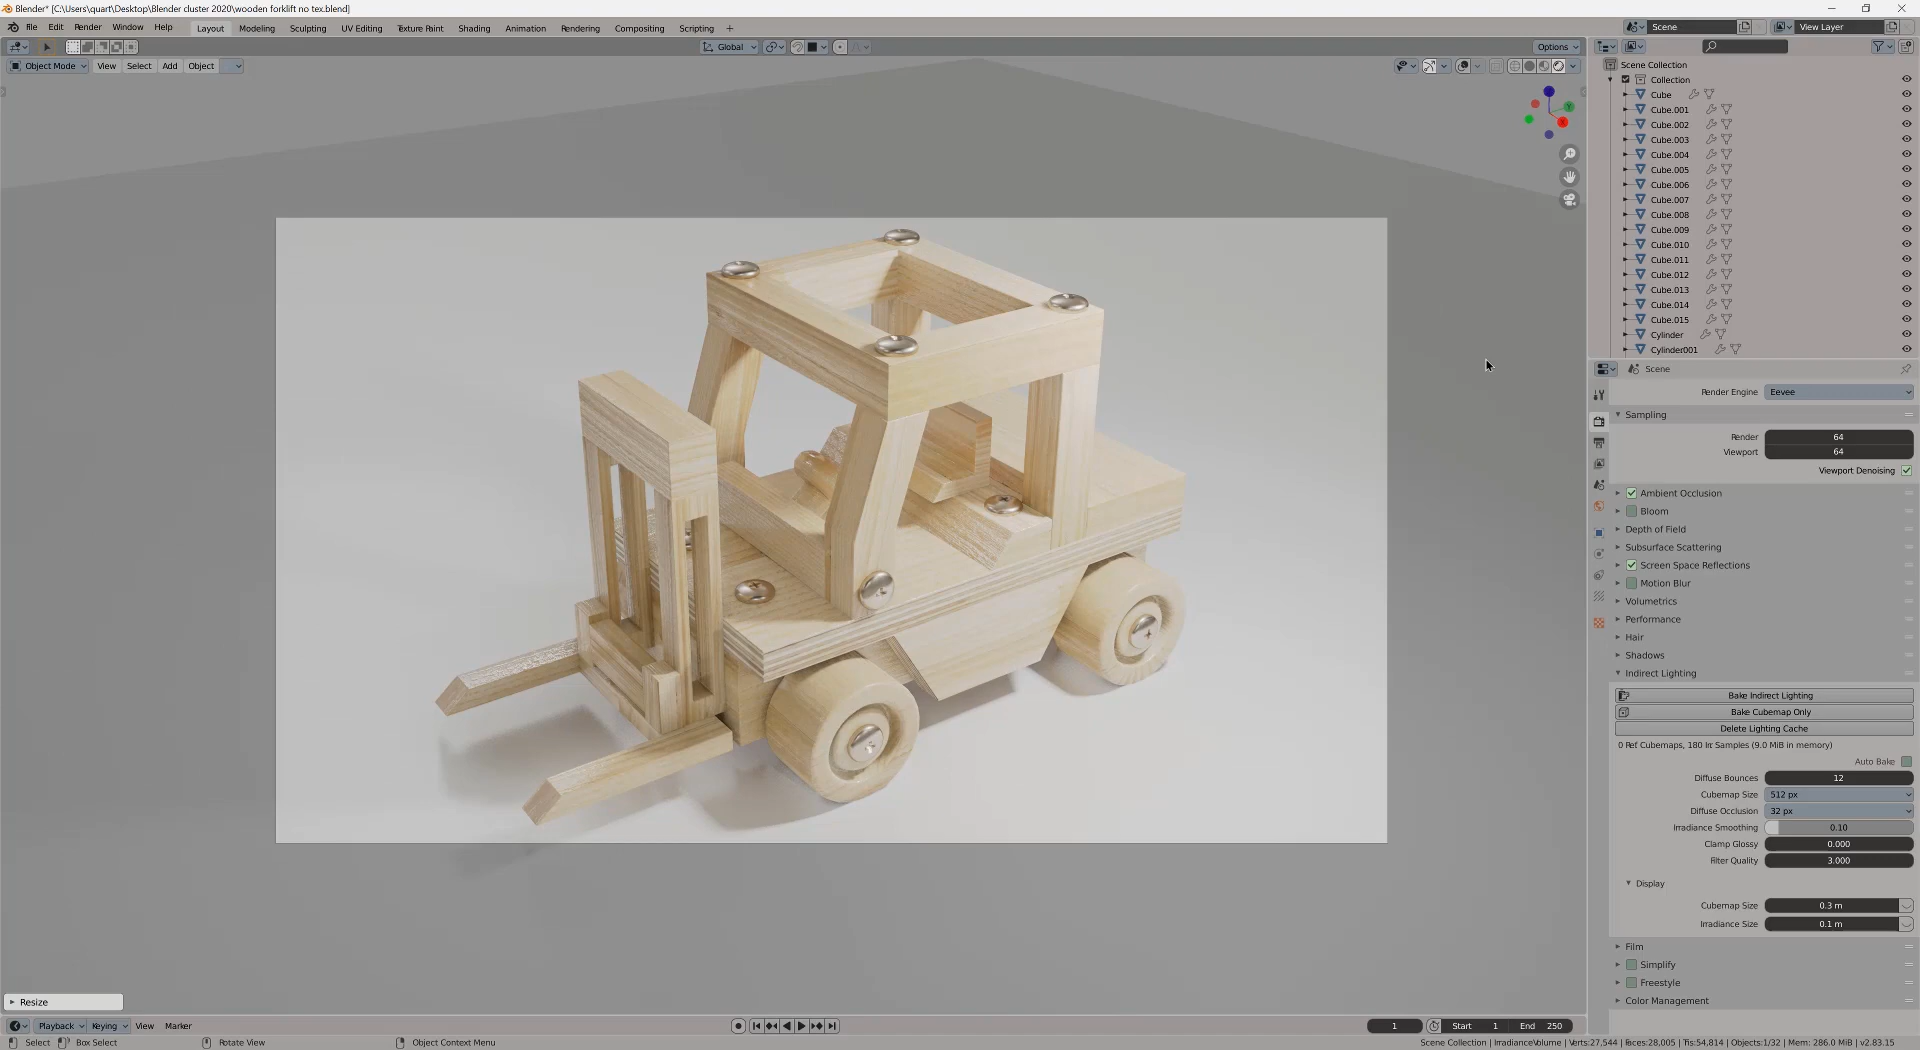 Blender* [C:\Users\quart\Desktop\Blender cluster 2020\wooden forklift no tex.blend]
File Edit Render Window Help Layout Modeling Sculpting UV Editing Texture Paint Shading Animation Rendering Compositing Scripting + Scene View Layer
Global Options
Object Mode View Select Add Object
Scene Collection
Collection
Cube
Cube.001
Cube.002
Cube.003
Cube.004
Cube.005
Cube.006
Cube.007
Cube.008
Cube.009
Cube.010
Cube.011
Cube.012
Cube.013
Cube.014
Cube.015
Cylinder
Cylinder001
Z
Y
X
Scene
Render Engine Eevee
Sampling
Render 64
Viewport 64
Viewport Denoising
Ambient Occlusion
Bloom
Depth of Field
Subsurface Scattering
Screen Space Reflections
Motion Blur
Volumetrics
Performance
Hair
Shadows
Indirect Lighting
Bake Indirect Lighting
Bake Cubemap Only
Delete Lighting Cache
0 Ref Cubemaps, 180 Irr Samples (9.0 MiB in memory)
Auto Bake
Diffuse Bounces 12
Cubemap Size 512 px
Diffuse Occlusion 32 px
Irradiance Smoothing 0.10
Clamp Glossy 0.000
Filter Quality 3.000
Display
Cubemap Size 0.3 m
Irradiance Size 0.1 m
Film
Simplify
Freestyle
Color Management
Resize
Playback Keying View Marker 1 Start 1 End 250
Select Box Select Rotate View Object Context Menu Scene Collection | IrradianceVolume | Verts:27,544 | Faces:28,005 | Tris:54,814 | Objects:1/32 | Mem: 286.0 MiB | v2.83.15